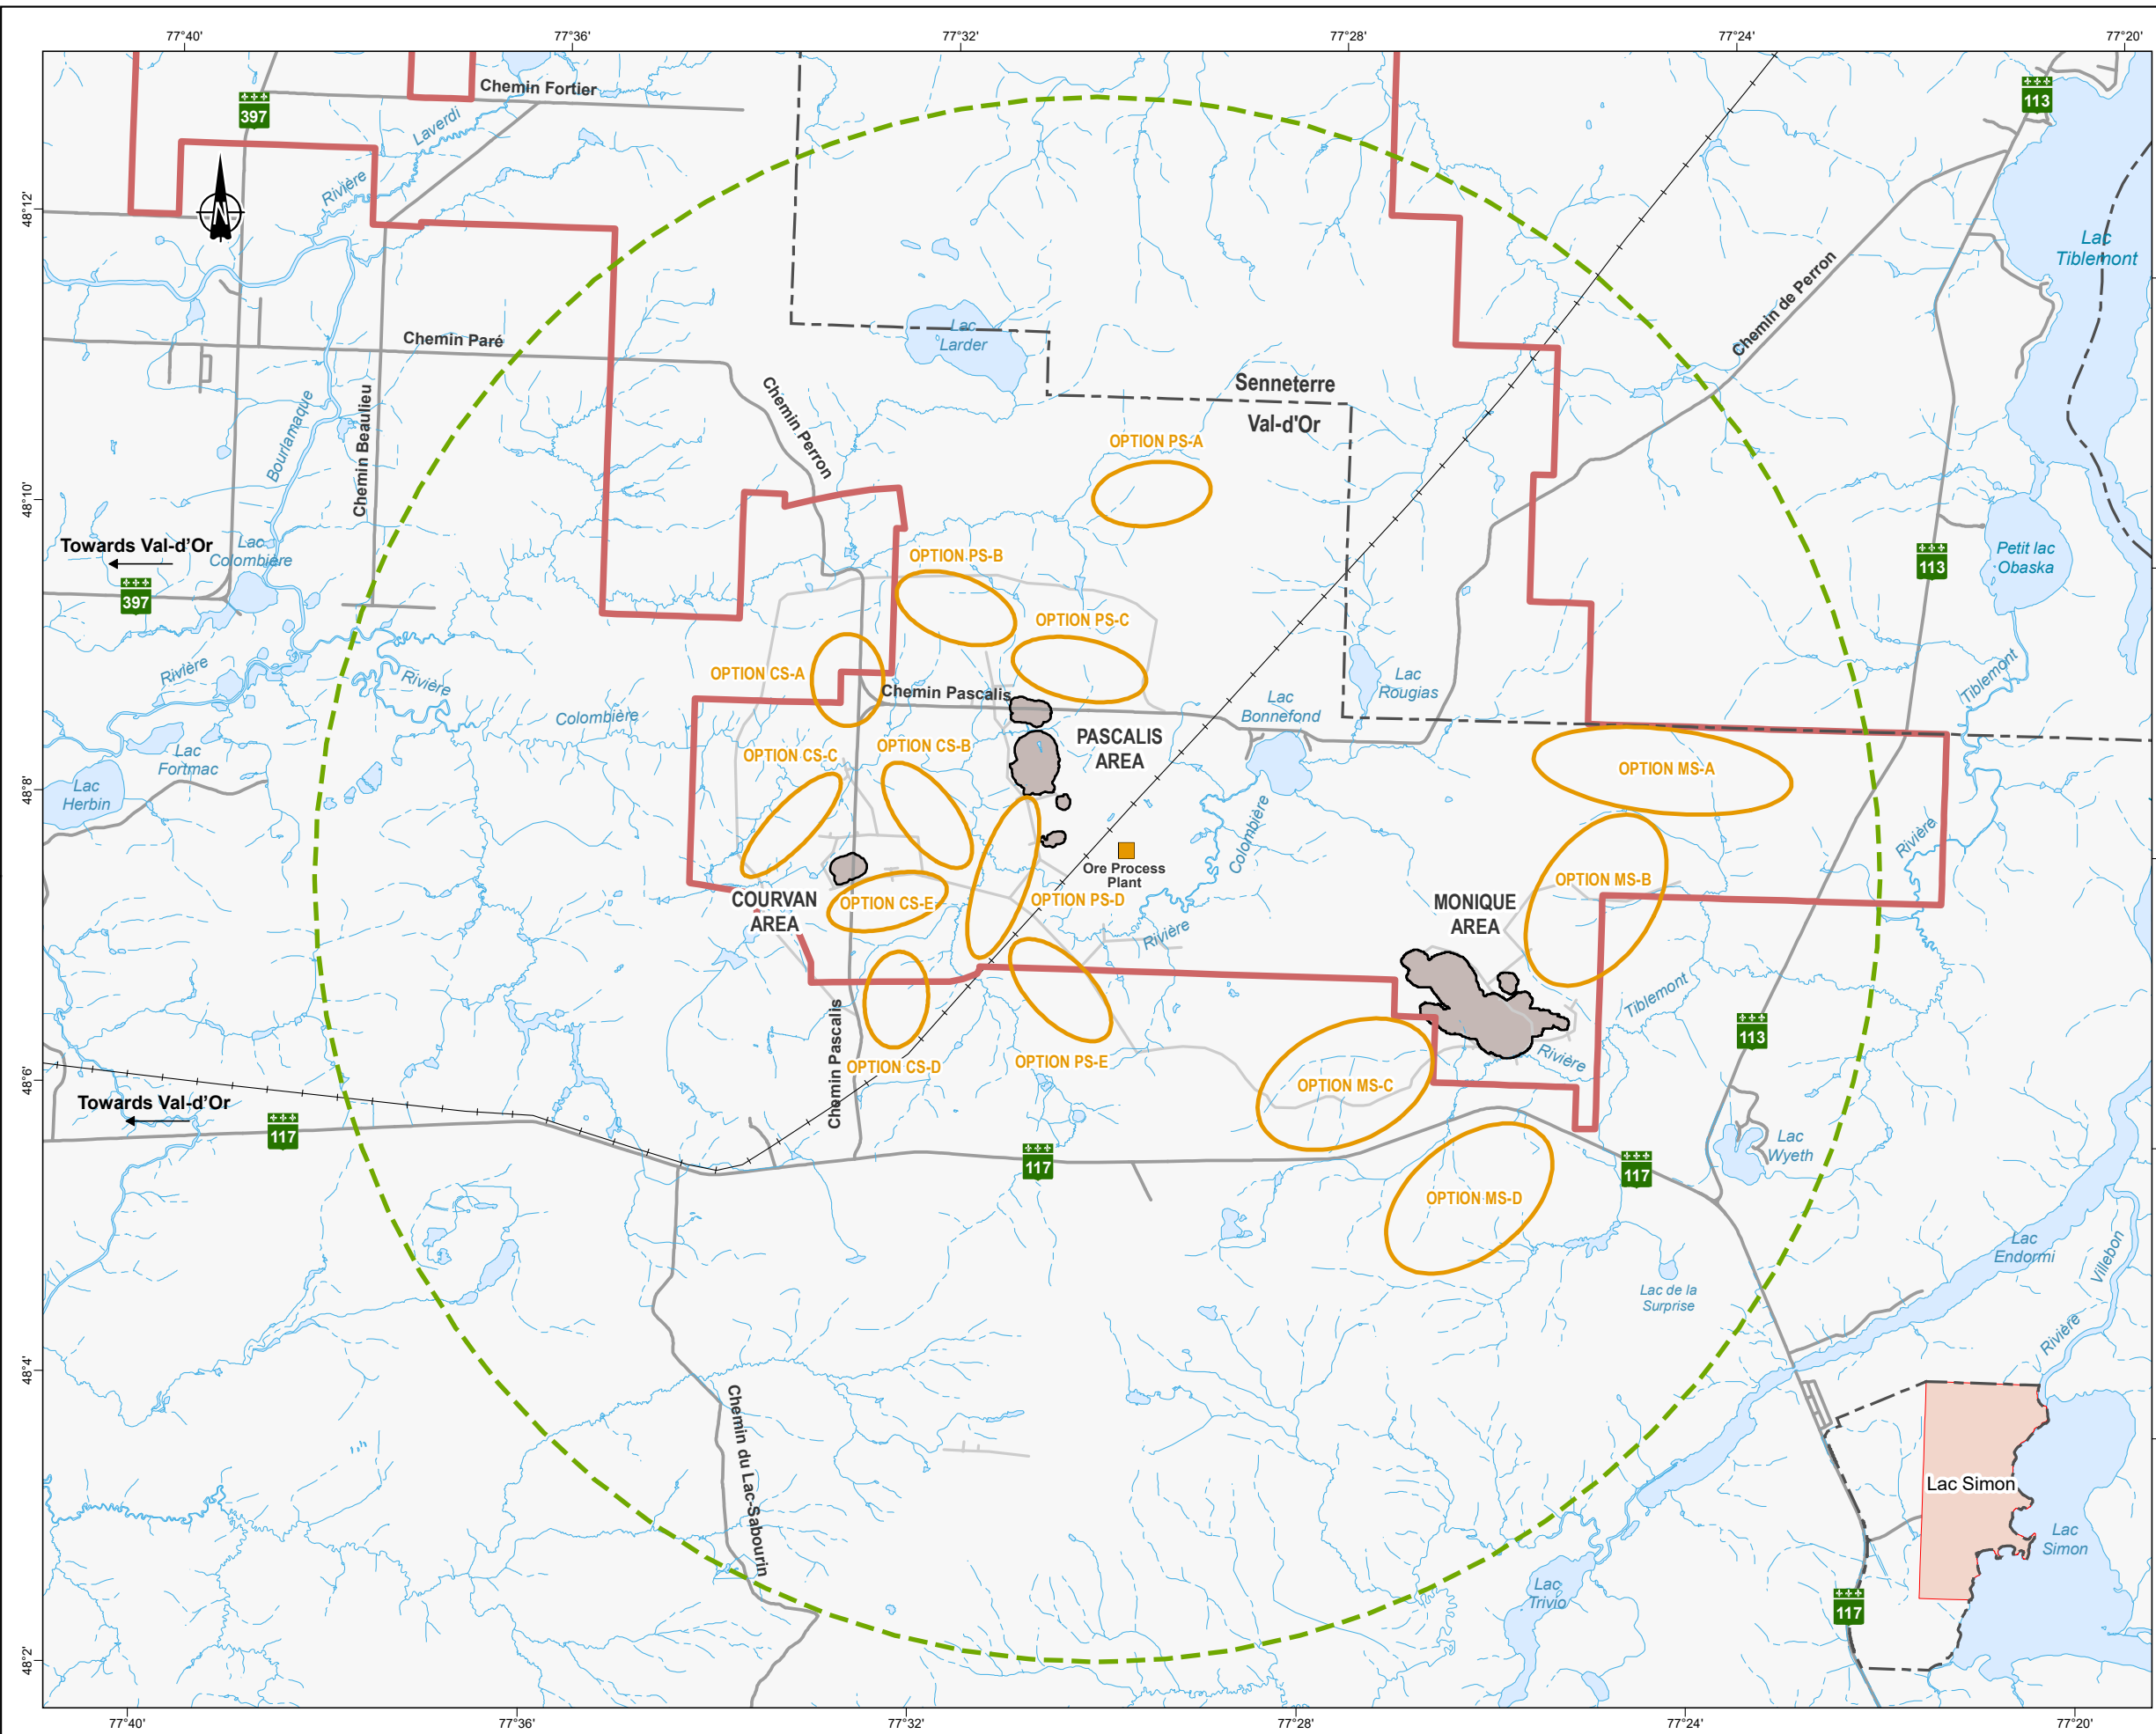 77°40'
77°36'
77°32'
77°28'
77°24'
77°20'
Chemin Fortier
397
113
Laverdi
Rivière
48°12'
Lac
Tiblemont
Chemin de Perron
Lac
Larder
Chemin Paré
Senneterre
Val-d'Or
Chemin Perron
Chemin Beaulieu
Bourlamaque
OPTION PS-A
48°10'
Towards Val-d'Or
397
Lac
Colombière
OPTION PS-B
113
Petit lac
Obaska
OPTION PS-C
Rivière
Rivière
OPTION CS-A
Chemin Pascalis
Lac
Rougias
Tiblemont
Colombière
Lac
Bonnefond
OPTION CS-C
OPTION CS-B
PASCALIS
AREA
Lac
Fortmac
OPTION MS-A
48°8'
Lac
Herbin
Colombière
Rivière
Ore Process
Plant
OPTION MS-B
COURVAN
AREA
OPTION CS-E
OPTION PS-D
MONIQUE
AREA
Rivière
Tiblemont
Chemin Pascalis
113
Rivière
OPTION CS-D
OPTION PS-E
OPTION MS-C
48°6'
Towards Val-d'Or
117
117
117
Lac
Wyeth
OPTION MS-D
Lac
Endormi
Villebon
Lac de la
Surprise
Rivière
48°4'
Chemin du Lac-Sabourin
Lac Simon
Lac
Simon
Lac
Trivio
117
48°2'
77°40'
77°36'
77°32'
77°28'
77°24'
77°20'